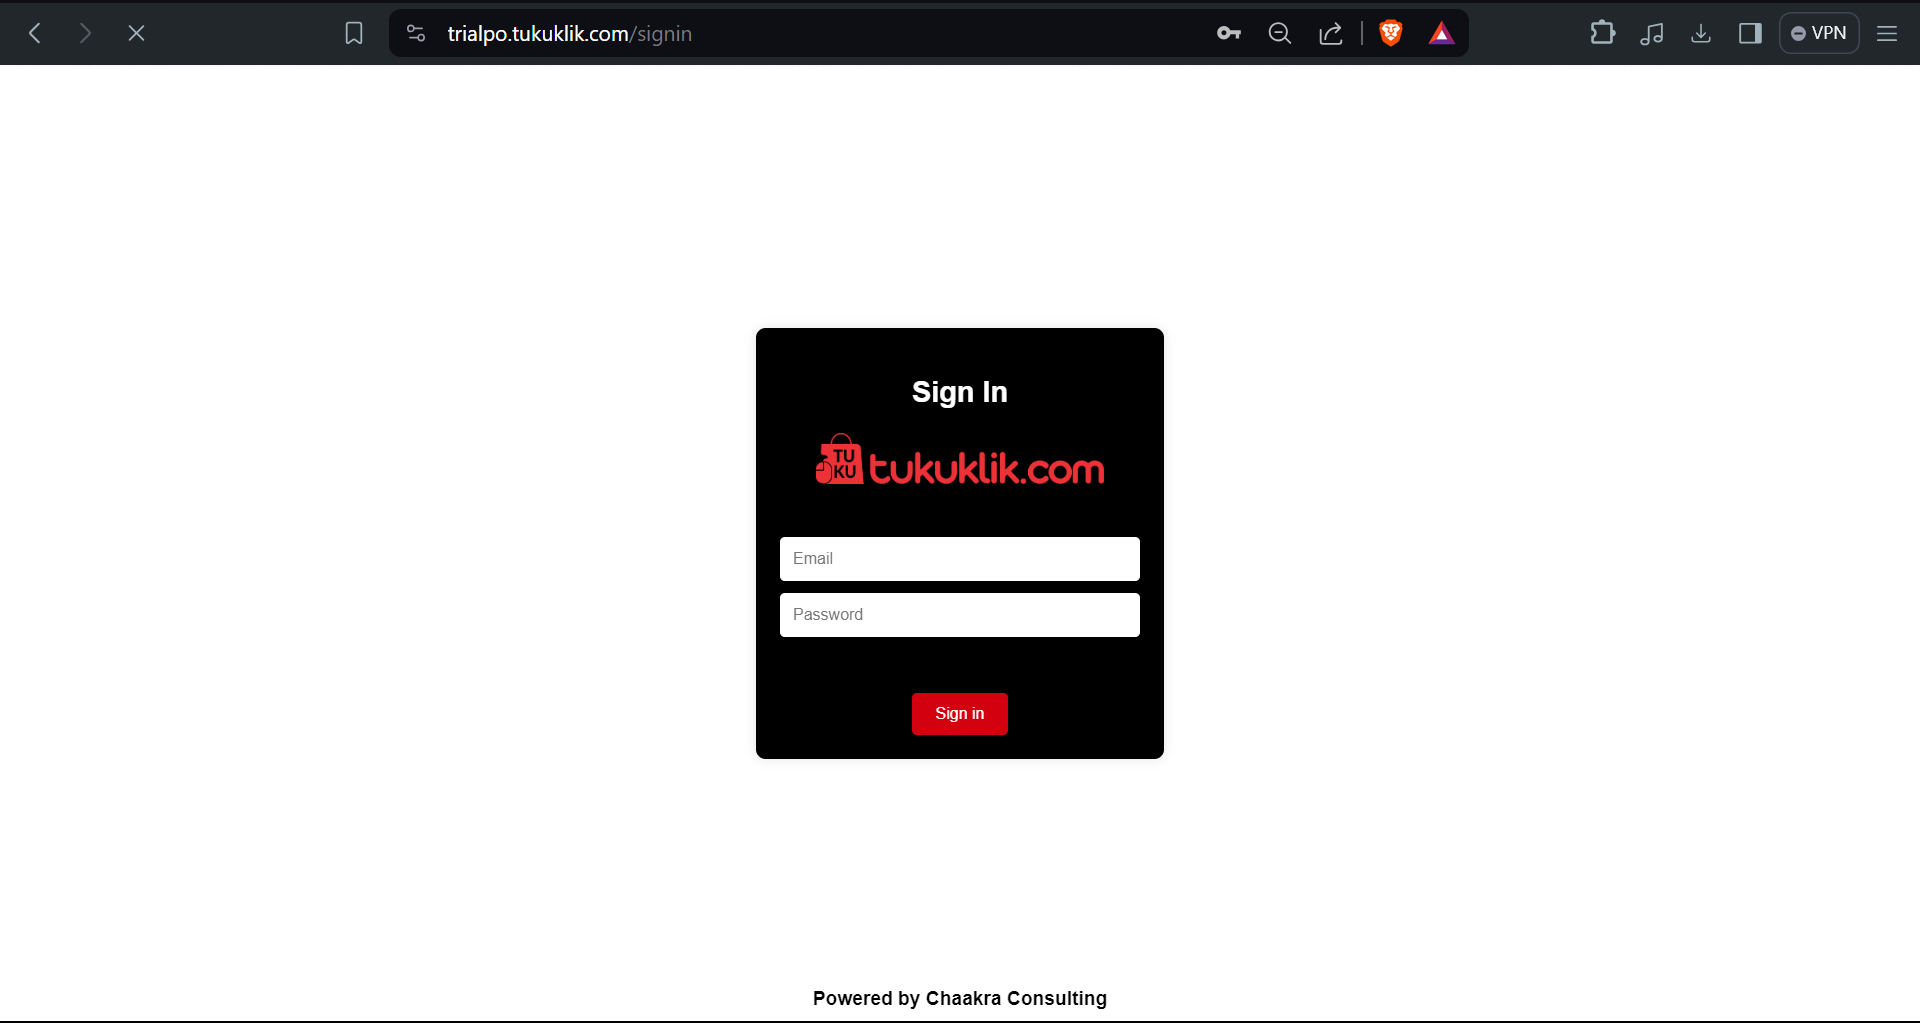 trialpo.tukuklik.com/signin
VPN
Sign In
TU
KU
tukuklik.com
Email
Password
Sign in
Powered by Chaakra Consulting